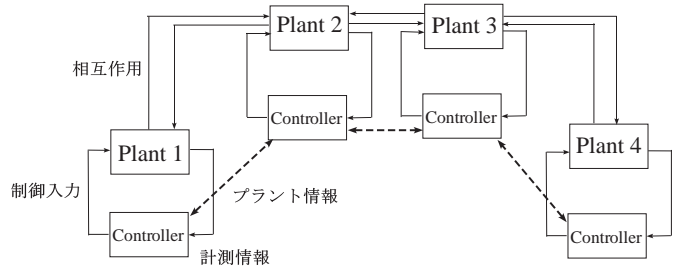 Plant 2
Plant 3
相互作用
Controller
Controller
Plant 1
Plant 4
制御入力
プラント情報
Controller
Controller
計測情報